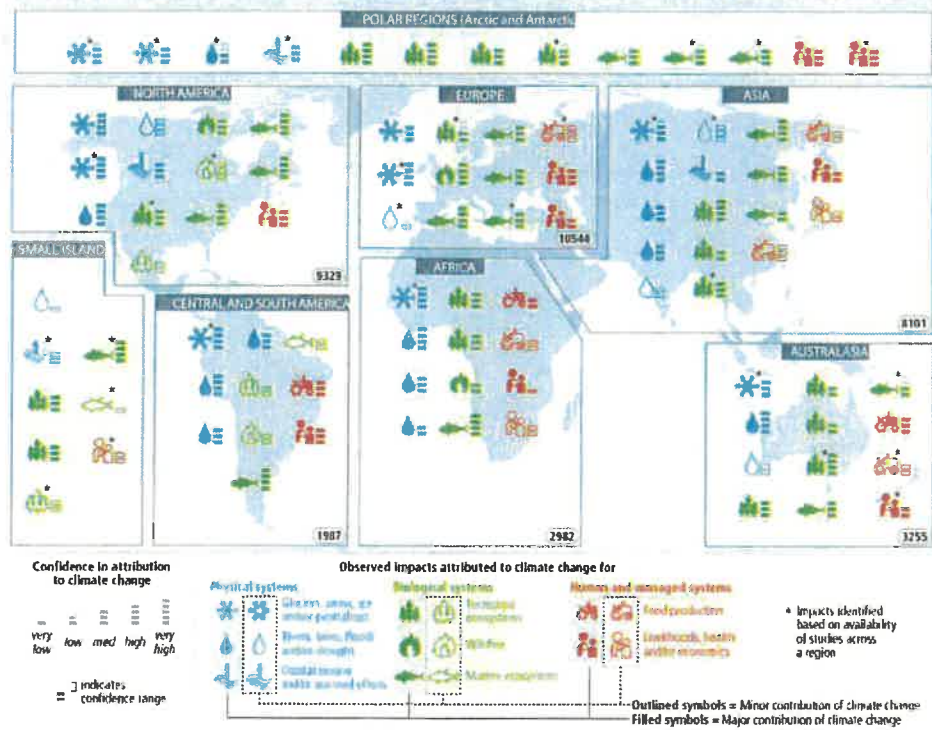 POLAR REGIONS (Arctic and Antarctic
NORTH AMERICA
EUROPE
ASIA
SMALL ISLAND
9329
10544
AFRICA
CENTRAL AND SOUTH AMERICA
8101
AUSTRALASIA
1987
2982
3255
Confidence in attribution
to climate change
very low
low
med
high
very high
indicates
confidence range
Observed impacts attributed to climate change for
Physical systems
Biological systems
Human and managed systems
Glaciers, snow, ice
and/or permafrost
Rivers, lakes, floods
and/or drought
Coastal erosion
and/or sea level effects
Terrestrial
ecosystems
Wildfire
Marine ecosystems
Food production
Livelihoods, health
and/or economics
* Impacts identified
based on availability
of studies across
a region
Outlined symbols = Minor contribution of climate change
Filled symbols = Major contribution of climate change